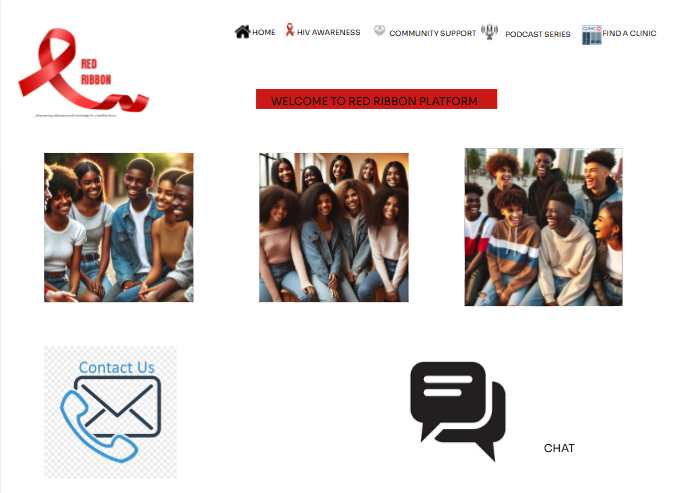 HOME
HIV AWARENESS
COMMUNITY SUPPORT
PODCAST SERIES
CLINIC
FIND A CLINIC
RED
RIBBON
WELCOME TO RED RIBBON PLATFORM
Contact Us
CHAT